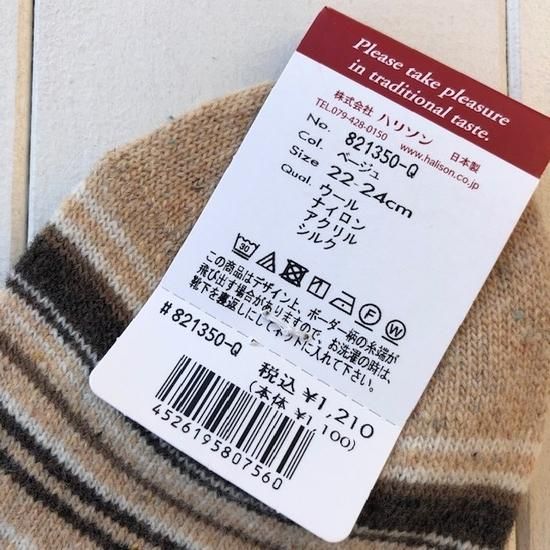 Please take pleasure
in traditional taste.
株式会社 ハリソン 日本製
TEL.079-428-0150 www.halison.co.jp
No. 821350-Q
Col. ベージュ
Size 22-24cm
Qual. ウール
ナイロン
アクリル
シルク
30
F W
この商品はデザイン上、ボーダー柄の糸端が
飛び出す場合がありますので、お洗濯の時は、
靴下を裏返しにしてネットに入れて下さい。
#821350-Q
税込 ¥1,210
(本体 ¥1,100)
4526195807560